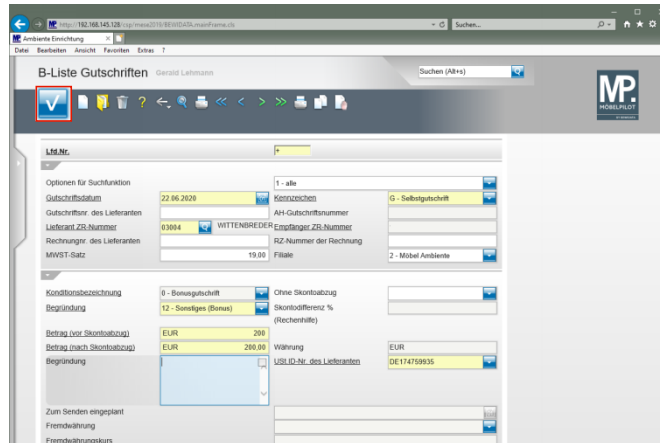 http://192.168.145.128/csp/mease2019/BEWIDATA.mainFrame.cls
Suchen...
Ambiente Einrichtung
Datei Bearbeiten Ansicht Favoriten Extras ?
B-Liste Gutschriften Gerald Lehmann Suchen (Alt+s)
MP
MÖBELPILOT
Lfd.Nr. +
Optionen für Suchfunktion 1 - alle
Gutschriftsdatum 22.06.2020 Kennzeichen G - Selbstgutschrift
Gutschriftsnr. des Lieferanten AH-Gutschriftsnummer
Lieferant ZR-Nummer 03004 WITTENBREDER Empfänger ZR-Nummer
Rechnungnr. des Lieferanten RZ-Nummer der Rechnung
MWST-Satz 19,00 Filiale 2 - Möbel Ambiente
Konditionsbezeichnung 0 - Bonusgutschrift Ohne Skontoabzug
Begründung 12 - Sonstiges (Bonus) Skontodifferenz %
(Rechenhilfe)
Betrag (vor Skontoabzug) EUR 200
Betrag (nach Skontoabzug) EUR 200,00 Währung EUR
Begründung USt ID-Nr. des Lieferanten DE174759935
Zum Senden eingeplant
Fremdwährung
Fremdwährungskurs